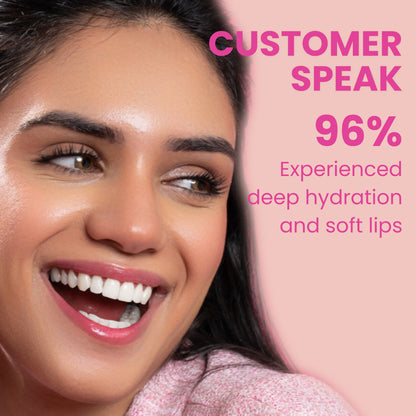 CUSTOMER
SPEAK
96%
Experienced
deep hydration
and soft lips